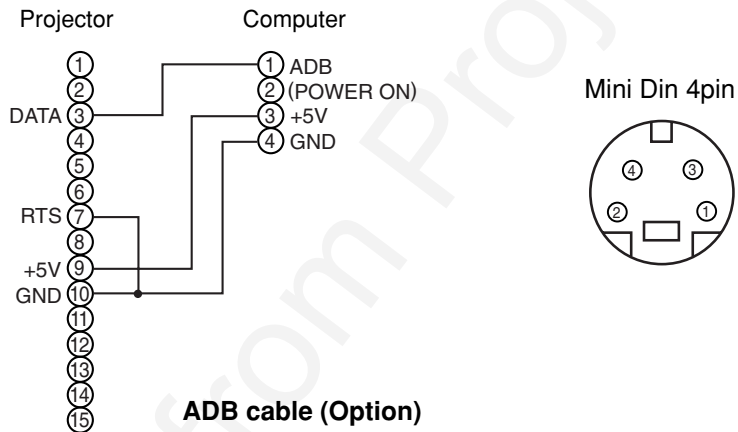 Projector
Computer
1
2
DATA 3
4
5
6
RTS 7
8
+5V 9
GND 10
11
12
13
14
15
1 ADB
2 (POWER ON)
3 +5V
4 GND
ADB cable (Option)
Mini Din 4pin
4 3
2 1
from Proj